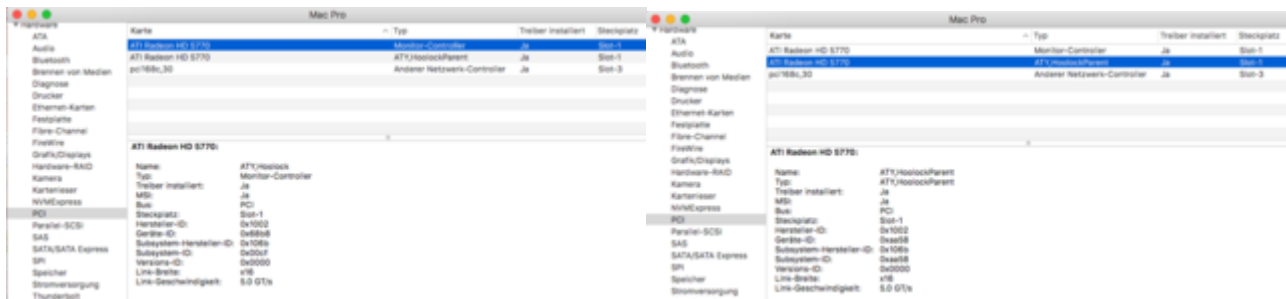 Mac Pro
Hardware
ATA
Audio
Bluetooth
Brennen von Medien
Diagnose
Drucker
Ethernet-Karten
Festplatte
Fibre-Channel
FireWire
Grafik/Displays
Hardware-RAID
Kamera
Kartenleser
NVMExpress
PCI
Parallel-SCSI
SAS
SATA/SATA Express
SPI
Speicher
Stromversorgung
Thunderbolt
Karte Typ Treiber installiert Steckplatz
ATI Radeon HD 5770 Monitor-Controller Ja Slot-1
ATI Radeon HD 5770 ATY,HoolockParent Ja Slot-1
pci168c,30 Anderer Netzwerk-Controller Ja Slot-3
ATI Radeon HD 5770:
Name: ATY,Hoolock
Typ: Monitor-Controller
Treiber installiert: Ja
MSI: Ja
Bus: PCI
Steckplatz: Slot-1
Hersteller-ID: 0x1002
Geräte-ID: 0x68b8
Subsystem-Hersteller-ID: 0x106b
Subsystem-ID: 0x00cf
Versions-ID: 0x0000
Link-Breite: x16
Link-Geschwindigkeit: 5.0 GT/s
Mac Pro
Hardware
ATA
Audio
Bluetooth
Brennen von Medien
Diagnose
Drucker
Ethernet-Karten
Festplatte
Fibre-Channel
FireWire
Grafik/Displays
Hardware-RAID
Kamera
Kartenleser
NVMExpress
PCI
Parallel-SCSI
SAS
SATA/SATA Express
SPI
Speicher
Stromversorgung
Karte Typ Treiber installiert Steckplatz
ATI Radeon HD 5770 Monitor-Controller Ja Slot-1
ATI Radeon HD 5770 ATY,HoolockParent Ja Slot-1
pci168c,30 Anderer Netzwerk-Controller Ja Slot-3
ATI Radeon HD 5770:
Name: ATY,HoolockParent
Typ: ATY,HoolockParent
Treiber installiert: Ja
MSI: Ja
Bus: PCI
Steckplatz: Slot-1
Hersteller-ID: 0x1002
Geräte-ID: 0xaa58
Subsystem-Hersteller-ID: 0x106b
Subsystem-ID: 0xaa58
Versions-ID: 0x0000
Link-Breite: x16
Link-Geschwindigkeit: 5.0 GT/s